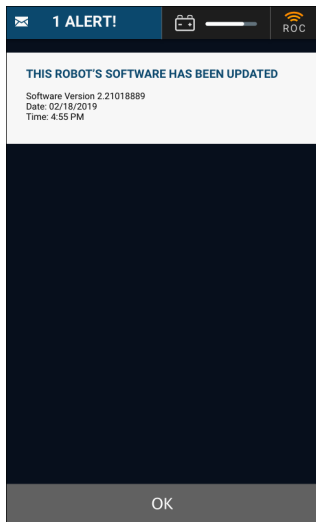 1 ALERT!
ROC
THIS ROBOT'S SOFTWARE HAS BEEN UPDATED
Software Version 2.21018889
Date: 02/18/2019
Time: 4:55 PM
OK